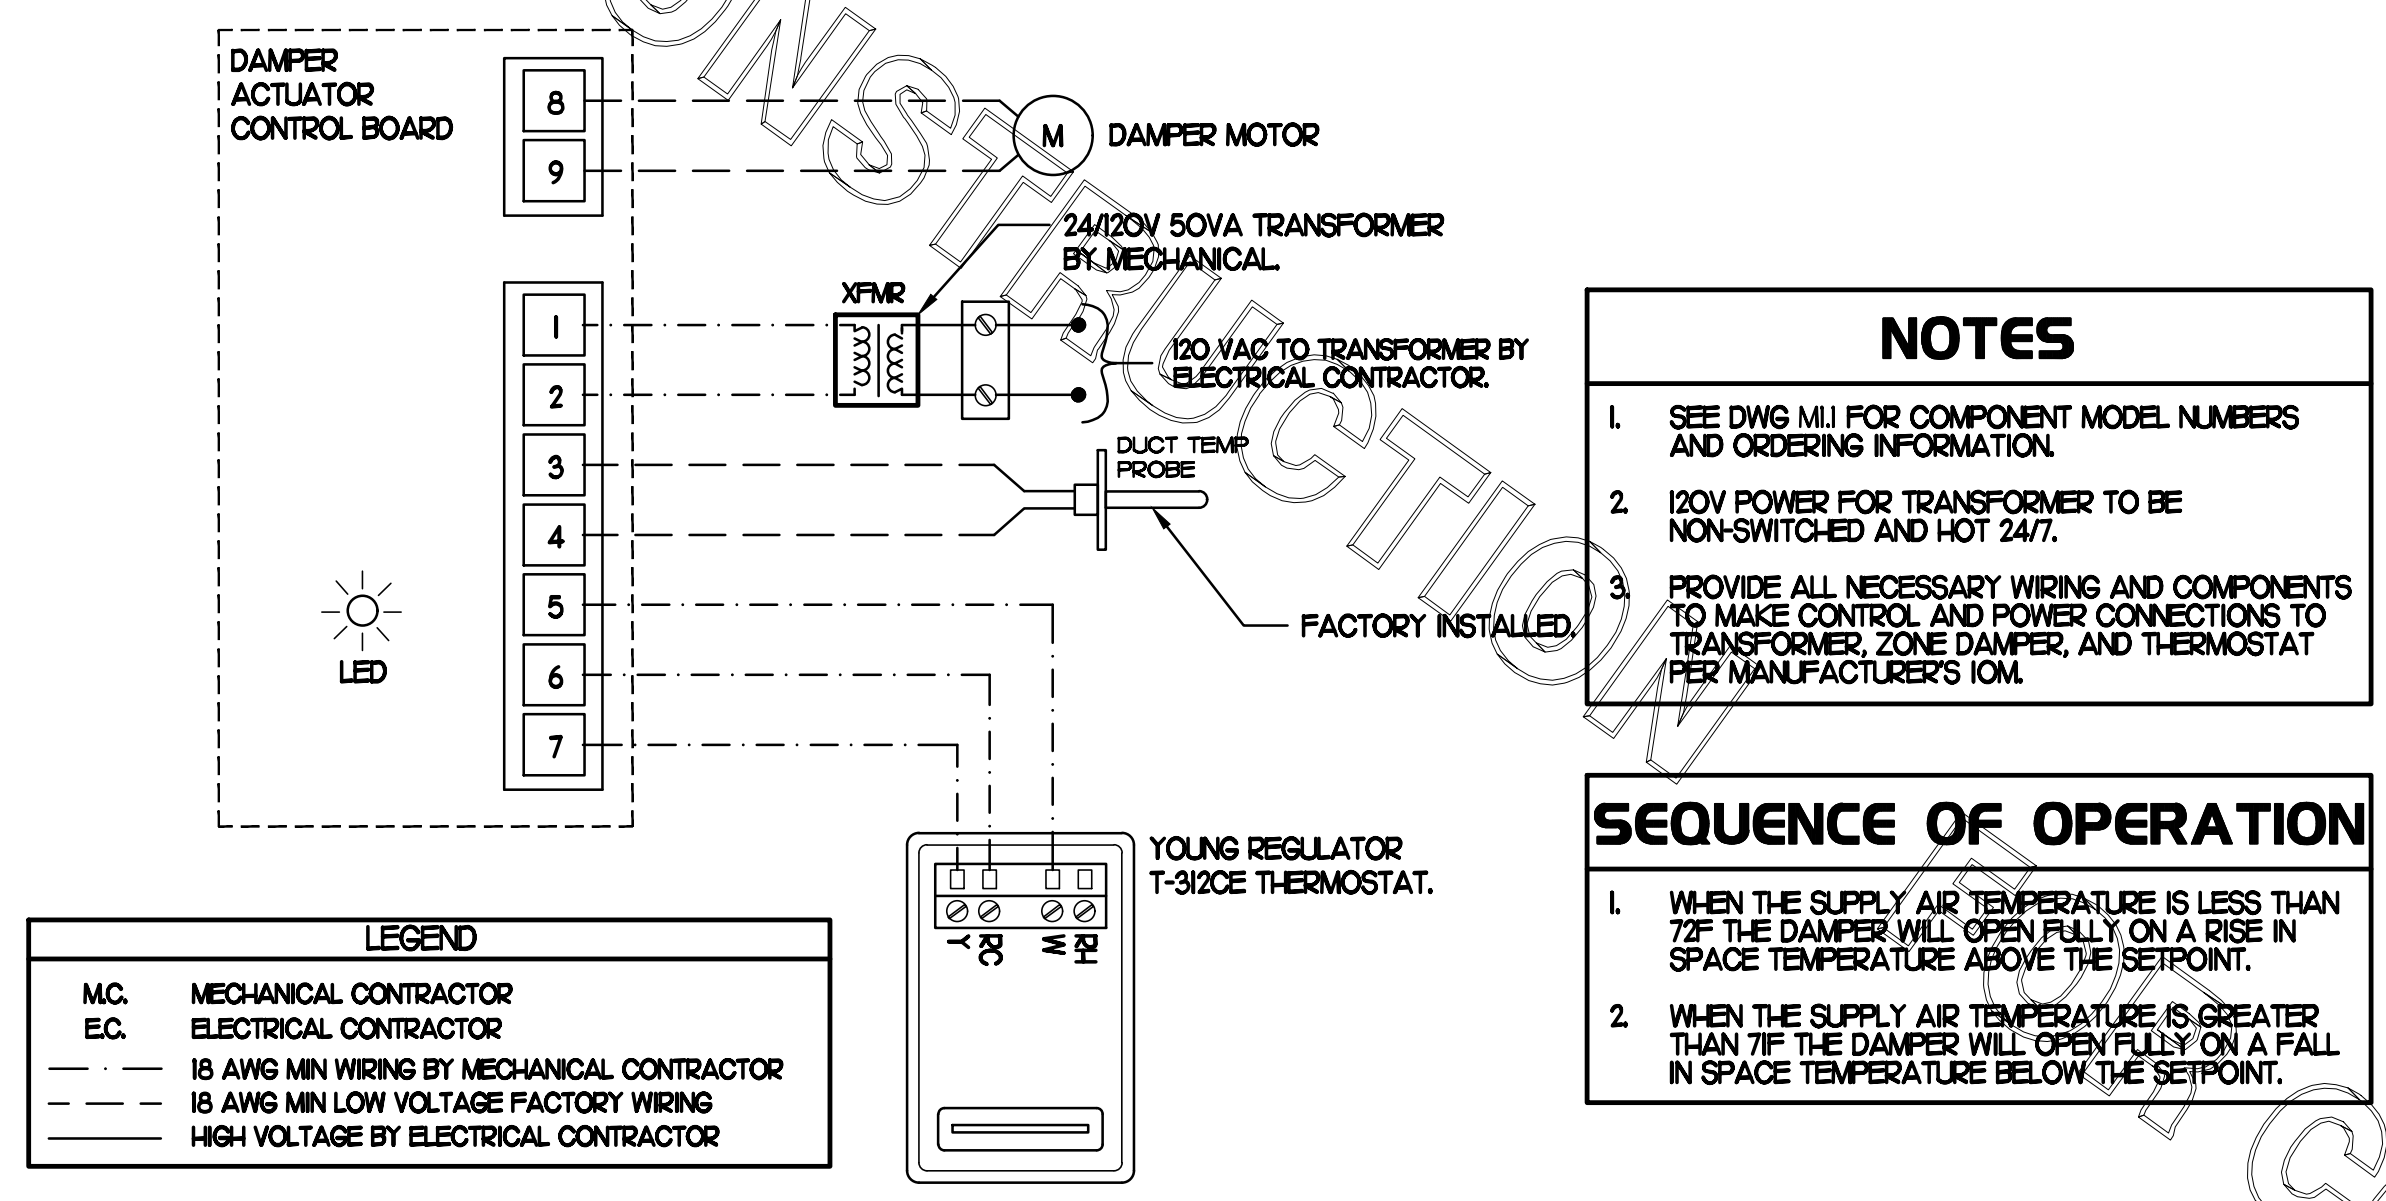 DAMPER
ACTUATOR
CONTROL BOARD
8
9
M
DAMPER MOTOR
24/120V 50VA TRANSFORMER
BY MECHANICAL.
XFMR
120 VAC TO TRANSFORMER BY
ELECTRICAL CONTRACTOR.
1
2
3
4
5
6
7
DUCT TEMP
PROBE
FACTORY INSTALLED.
LED
YOUNG REGULATOR
T-312CE THERMOSTAT.
Y
RC
W
RH
LEGEND
M.C. MECHANICAL CONTRACTOR
E.C. ELECTRICAL CONTRACTOR
18 AWG MIN WIRING BY MECHANICAL CONTRACTOR
18 AWG MIN LOW VOLTAGE FACTORY WIRING
HIGH VOLTAGE BY ELECTRICAL CONTRACTOR
NOTES
1. SEE DWG M1.1 FOR COMPONENT MODEL NUMBERS
AND ORDERING INFORMATION.
2. 120V POWER FOR TRANSFORMER TO BE
NON-SWITCHED AND HOT 24/7.
3. PROVIDE ALL NECESSARY WIRING AND COMPONENTS
TO MAKE CONTROL AND POWER CONNECTIONS TO
TRANSFORMER, ZONE DAMPER, AND THERMOSTAT
PER MANUFACTURER'S IOM.
SEQUENCE OF OPERATION
1. WHEN THE SUPPLY AIR TEMPERATURE IS LESS THAN
72F THE DAMPER WILL OPEN FULLY ON A RISE IN
SPACE TEMPERATURE ABOVE THE SETPOINT.
2. WHEN THE SUPPLY AIR TEMPERATURE IS GREATER
THAN 71F THE DAMPER WILL OPEN FULLY ON A FALL
IN SPACE TEMPERATURE BELOW THE SETPOINT.
ONSTRUCTION
FOR C